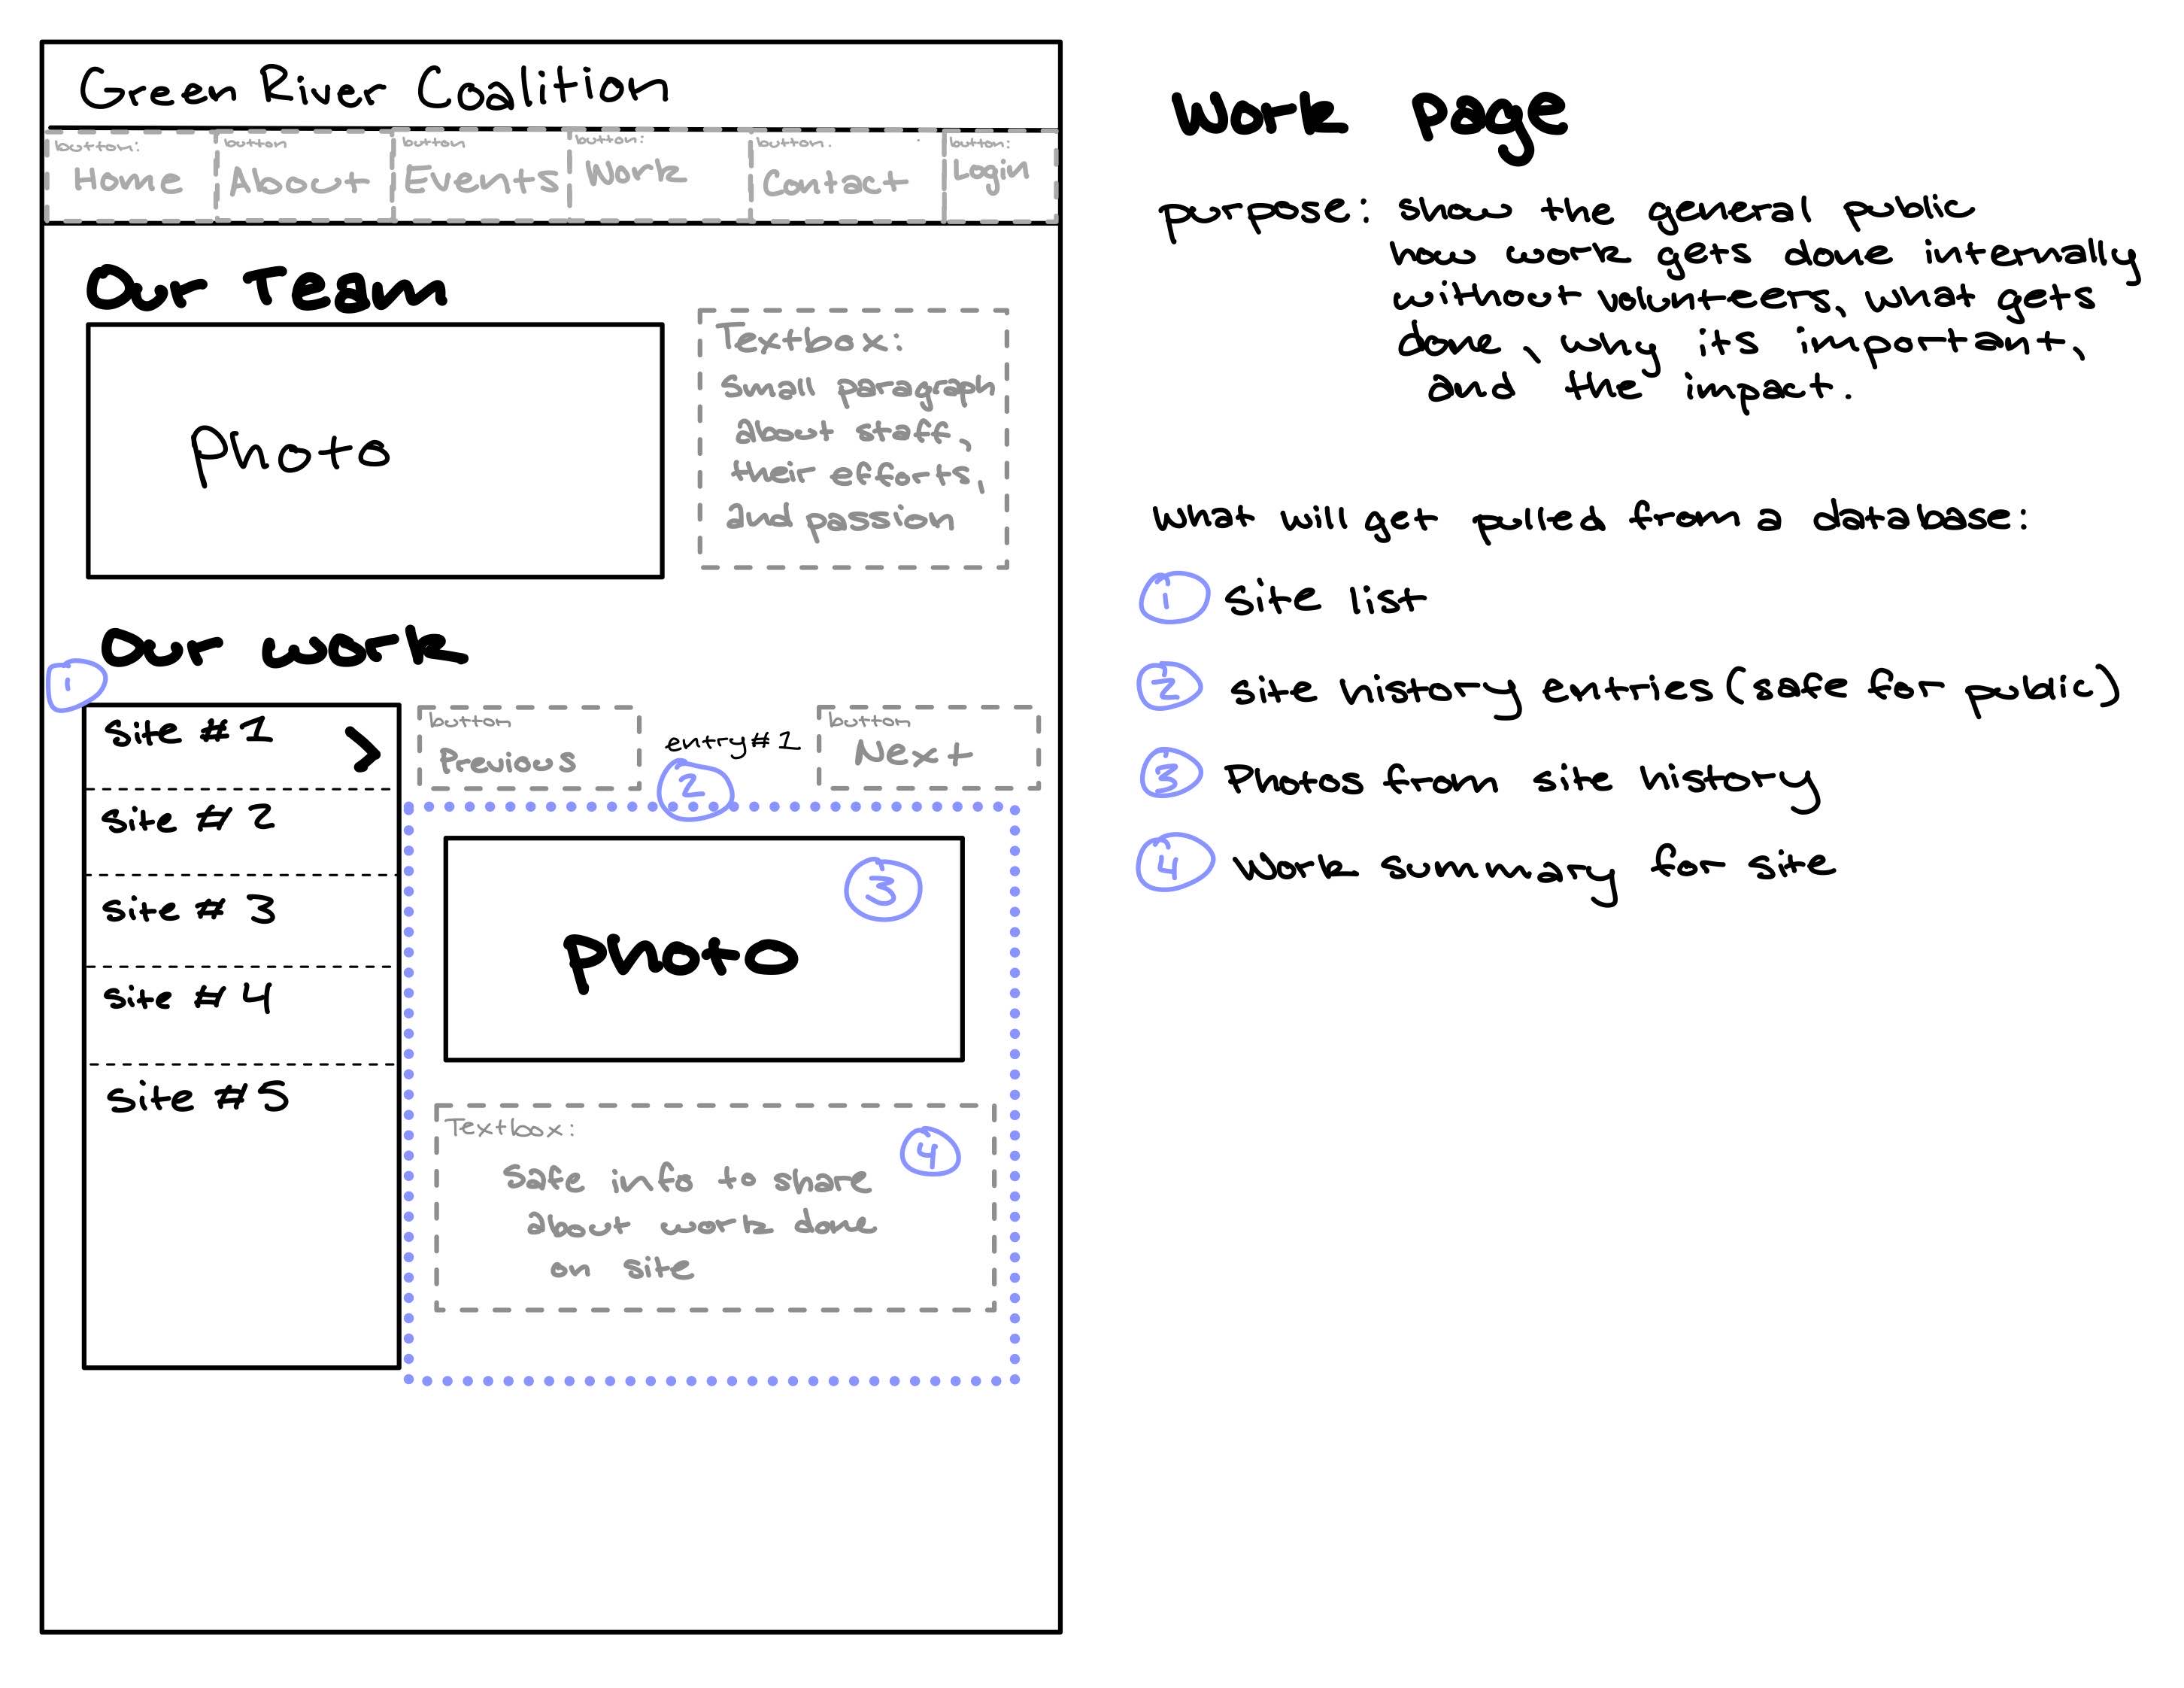 Green River Coalition
button: Home
button About
button Events
button: Work
button. Contact
button: Login
Our Team
Photo
Textbox:
small paragraph
about staff,
their efforts,
and passion
Our work
1
Site #1 >
Site #2
Site #3
Site #4
Site #5
button
Previous
entry#1
2
button
Next
3
Photo
Textbox:
4
Safe info to share
about work done
on site
Work Page
purpose: show the general public
how work gets done internally
without volunteers, what gets
done, why its important,
and the impact.
What will get pulled from a database:
1 Site list
2 Site history entries (safe for public)
3 Photos from site history
4 Work summary for site